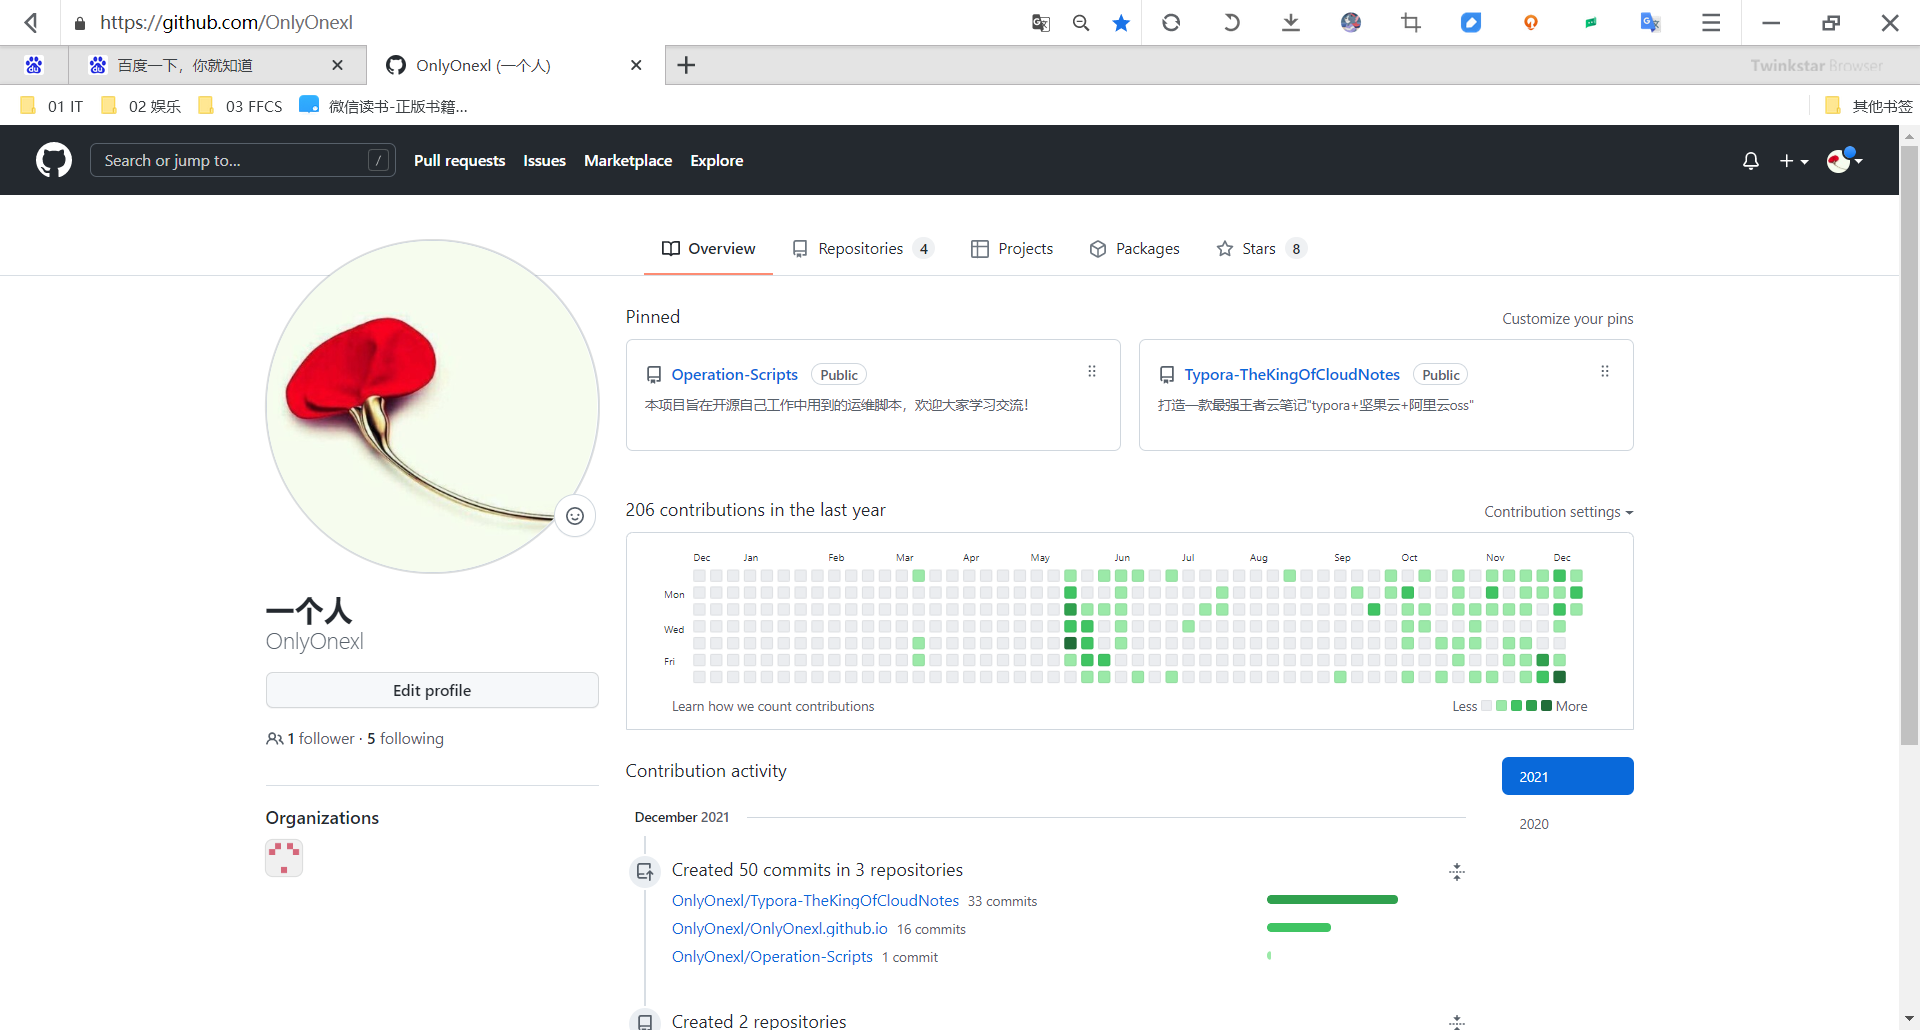 https://github.com/OnlyOnexl
百度一下，你就知道
OnlyOnexl (一个人)
Twinkstar Browser
01 IT
02 娱乐
03 FFCS
微信读书-正版书籍...
其他书签
Search or jump to...
/
Pull requests
Issues
Marketplace
Explore
Overview
Repositories 4
Projects
Packages
Stars 8
Pinned
Customize your pins
Operation-Scripts Public
本项目旨在开源自己工作中用到的运维脚本，欢迎大家学习交流！
Typora-TheKingOfCloudNotes Public
打造一款最强王者云笔记"typora+坚果云+阿里云oss"
一个人
OnlyOnexl
Edit profile
1 follower · 5 following
Organizations
206 contributions in the last year
Contribution settings
Dec Jan Feb Mar Apr May Jun Jul Aug Sep Oct Nov Dec
Mon
Wed
Fri
Learn how we count contributions
Less More
Contribution activity
2021
2020
December 2021
Created 50 commits in 3 repositories
OnlyOnexl/Typora-TheKingOfCloudNotes 33 commits
OnlyOnexl/OnlyOnexl.github.io 16 commits
OnlyOnexl/Operation-Scripts 1 commit
Created 2 repositories